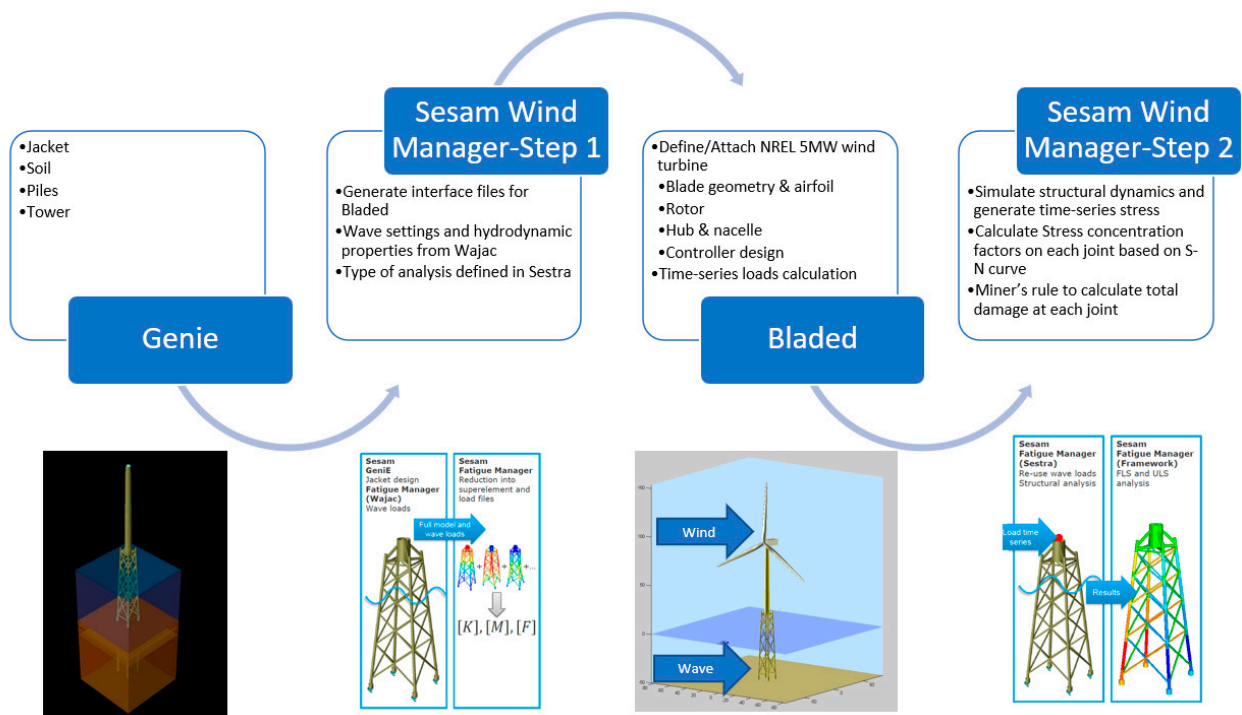 •Jacket
•Soil
•Piles
•Tower
Genie
Sesam Wind
Manager-Step 1
•Generate interface files for
Bladed
•Wave settings and hydrodynamic
properties from Wajac
•Type of analysis defined in Sestra
•Define/Attach NREL 5MW wind
turbine
•Blade geometry & airfoil
•Rotor
•Hub & nacelle
•Controller design
•Time-series loads calculation
Bladed
Sesam Wind
Manager-Step 2
•Simulate structural dynamics and
generate time-series stress
•Calculate Stress concentration
factors on each joint based on S-
N curve
•Miner's rule to calculate total
damage at each joint
Sesam
GeniE
Jacket design
Fatigue Manager
(Wajac)
Wave loads
Full model and
wave loads
Sesam
Fatigue Manager
Reduction into
superelement and
load files
+ + +...
[K], [M], [F]
Wind
Wave
150
100
50
0
-50
Sesam
Fatigue Manager
(Sestra)
Re-use wave loads
Structural analysis
Load time
series
Results
Sesam
Fatigue Manager
(Framework)
FLS and ULS
analysis